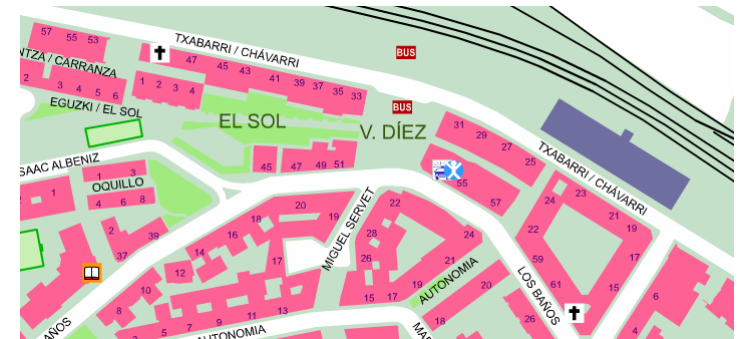 57 55 53
TXABARRI / CHÁVARRI
BUS
47 45 43 41 39 37 35 33
NTZA / CARRANZA
2 3 4 5 6
1 2 3 4
BUS
EGUZKI / EL SOL
EL SOL
V. DÍEZ
31 29 27 25
TXABARRI / CHÁVARRI
45 47 49 51
SAAC ALBENIZ
1 3
OQUILLO
4 6 8
1
55 57
24 23 21 19 17 15
20 19
18
16
14
12
10
8
MIGUEL SERVET
22
24
28
26
21
19
22
59
61
2
39
37
17
15 17
AUTONOMIA
20
18
LOS BAÑOS
26
6
4
3 5 7 9 11 13
AUTONOMIA
AÑOS
MAR